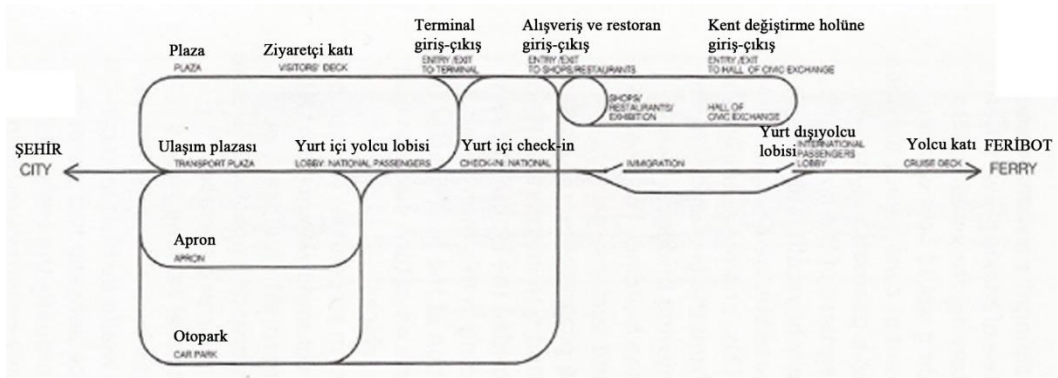 Plaza
PLAZA
Ziyaretçi katı
VISITORS' DECK
Terminal
giriş-çıkış
ENTRY/EXIT
TO TERMINAL
Alışveriş ve restoran
giriş-çıkış
ENTRY/EXIT
TO SHOPS/RESTAURANTS
Kent değiştirme holüne
giriş-çıkış
ENTRY/EXIT
TO HALL OF CIVIC EXCHANGE
SHOPS/
RESTAURANTS/
EXHIBITION
HALL OF
CIVIC EXCHANGE
ŞEHİR
CITY
Ulaşım plazası
TRANSPORT PLAZA
Yurt içi yolcu lobisi
LOBBY: NATIONAL PASSENGERS
Yurt içi check-in
CHECK-IN: NATIONAL
IMMIGRATION
Yurt dışıyolcu
lobisi
INTERNATIONAL
PASSENGERS
LOBBY
Yolcu katı
CRUISE DECK
FERİBOT
FERRY
Apron
APRON
Otopark
CAR PARK